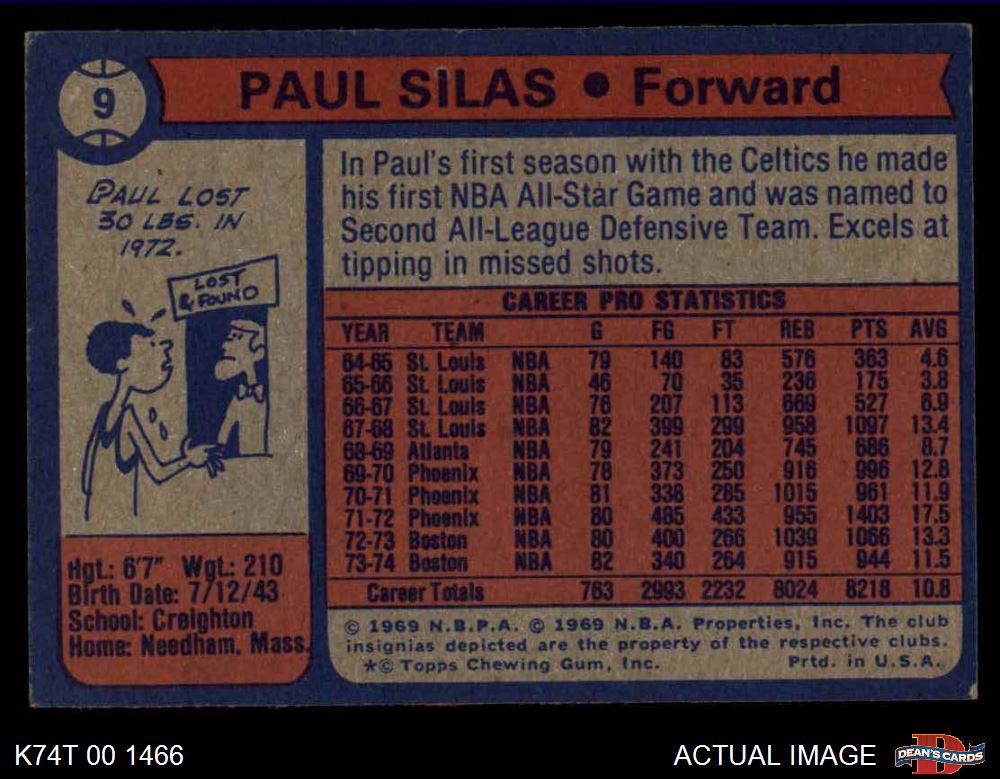 9
PAUL SILAS ● Forward
PAUL LOST
30 LBS. IN
1972.
LOST
& FOUND
Hgt.: 6'7" Wgt.: 210
Birth Date: 7/12/43
School: Creighton
Home: Needham, Mass.
In Paul's first season with the Celtics he made
his first NBA All-Star Game and was named to
Second All-League Defensive Team. Excels at
tipping in missed shots.
CAREER PRO STATISTICS
YEAR TEAM G FG FT REB PTS AVG
64-65 St. Louis NBA 79 140 83 576 363 4.6
65-66 St. Louis NBA 46 70 35 236 175 3.8
66-67 St. Louis NBA 76 207 113 669 527 6.9
67-68 St. Louis NBA 82 399 299 958 1097 13.4
68-69 Atlanta NBA 79 241 204 745 686 8.7
69-70 Phoenix NBA 78 373 250 916 996 12.8
70-71 Phoenix NBA 81 338 285 1015 961 11.9
71-72 Phoenix NBA 80 485 433 955 1403 17.5
72-73 Boston NBA 80 400 266 1039 1066 13.3
73-74 Boston NBA 82 340 264 915 944 11.5
Career Totals 763 2993 2232 8024 8218 10.8
© 1969 N.B.P.A. © 1969 N.B.A. Properties, Inc. The club
insignias depicted are the property of the respective clubs.
*© Topps Chewing Gum, Inc. Prtd. in U.S.A.
K74T 00 1466
ACTUAL IMAGE
DEAN'S CARDS